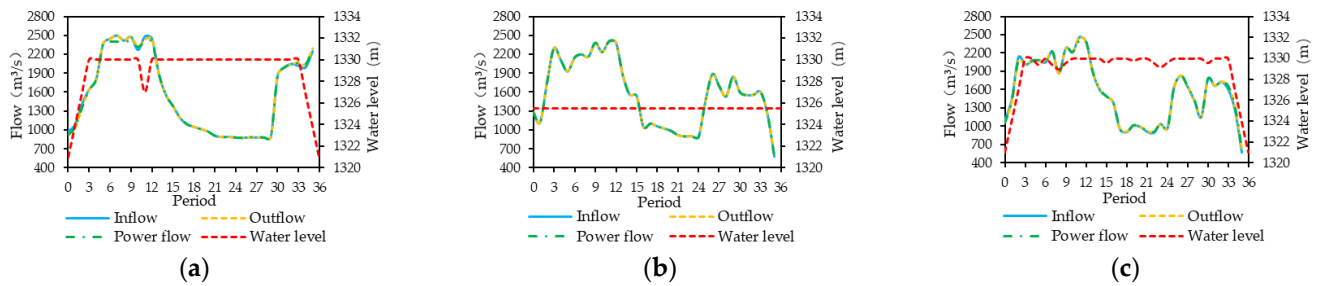 2800
2500
2200
1900
1600
1300
1000
700
400
Flow (m³/s)
1334
1332
1330
1328
1326
1324
1322
1320
Water level (m)
0 3 6 9 12 15 18 21 24 27 30 33 36
Period
Inflow Outflow
Power flow Water level
(a)
2800
2500
2200
1900
1600
1300
1000
700
400
Flow (m³/s)
1334
1332
1330
1328
1326
1324
1322
1320
Water level (m)
0 3 6 9 12 15 18 21 24 27 30 33 36
Period
Inflow Outflow
Power flow Water level
(b)
2800
2500
2200
1900
1600
1300
1000
700
400
Flow (m³/s)
1334
1332
1330
1328
1326
1324
1322
1320
Water level (m)
0 3 6 9 12 15 18 21 24 27 30 33 36
Period
Inflow Outflow
Power flow Water level
(c)